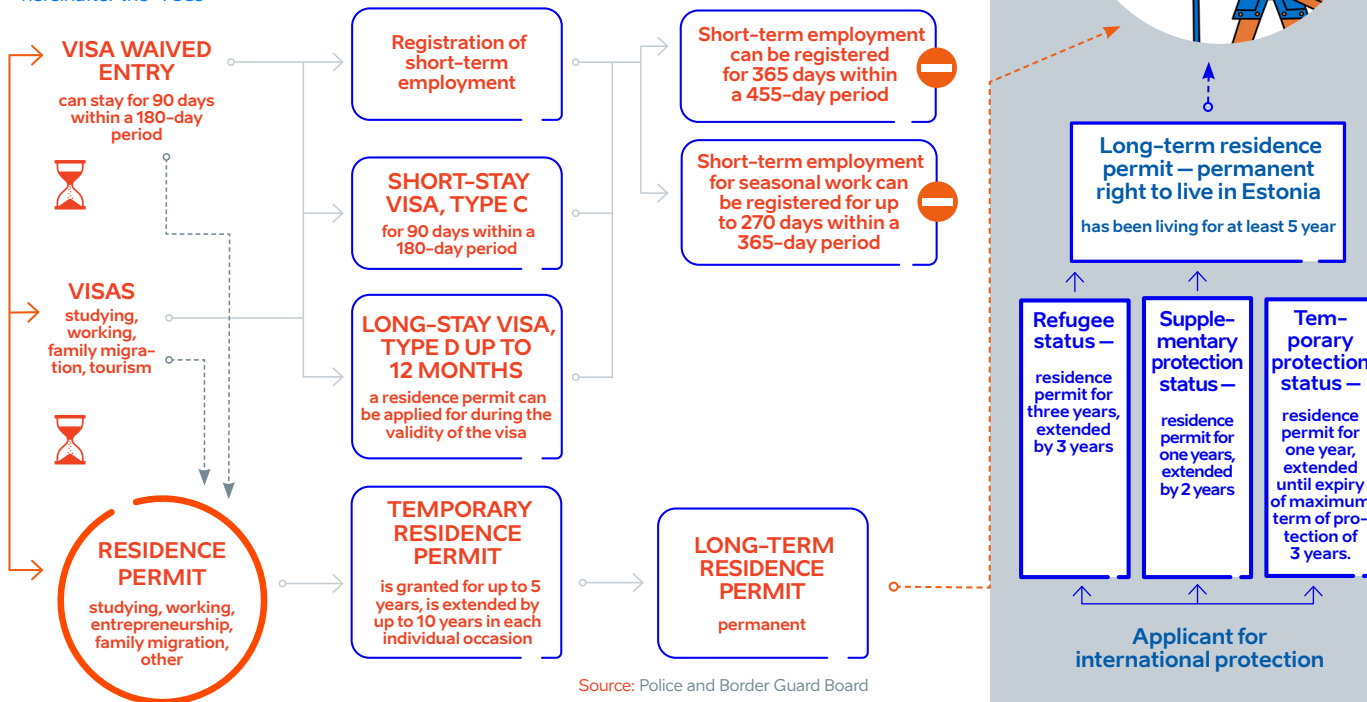 VISA WAIVED
ENTRY
can stay for 90 days
within a 180-day
period
VISAS
studying,
working,
family migra-
tion, tourism
RESIDENCE
PERMIT
studying, working,
entrepreneurship,
family migration,
other
Registration of
short-term
employment
SHORT-STAY
VISA, TYPE C
for 90 days within a
180-day period
LONG-STAY VISA,
TYPE D UP TO
12 MONTHS
a residence permit can
be applied for during the
validity of the visa
TEMPORARY
RESIDENCE
PERMIT
is granted for up to 5
years, is extended by
up to 10 years in each
individual occasion
Short-term employment
can be registered
for 365 days within
a 455-day period
Short-term employment
for seasonal work can
be registered for up
to 270 days within a
365-day period
LONG-TERM
RESIDENCE
PERMIT
permanent
Source: Police and Border Guard Board
Long-term residence
permit – permanent
right to live in Estonia
has been living for at least 5 year
Refugee
status –
residence
permit for
three years,
extended
by 3 years
Supple-
mentary
protection
status –
residence
permit for
one years,
extended
by 2 years
Tem-
porary
protection
status –
residence
permit for
one year,
extended
until expiry
of maximum
term of pro-
tection of
3 years.
Applicant for
international protection